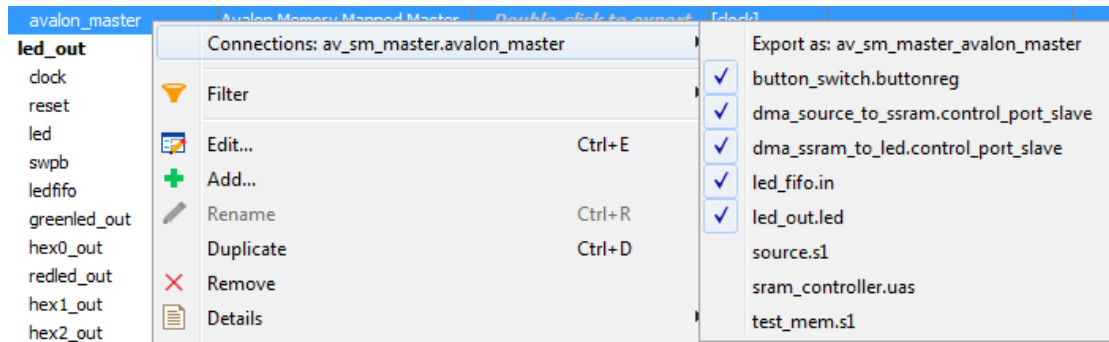 avalon_master Avalon Memory Mapped Master Double-click to export [clock]
led_out
clock
reset
led
swpb
ledfifo
greenled_out
hex0_out
redled_out
hex1_out
hex2_out
Connections: av_sm_master.avalon_master
Filter
Edit... Ctrl+E
Add...
Rename Ctrl+R
Duplicate Ctrl+D
Remove
Details
Export as: av_sm_master_avalon_master
button_switch.buttonreg
dma_source_to_ssram.control_port_slave
dma_ssram_to_led.control_port_slave
led_fifo.in
led_out.led
source.s1
sram_controller.uas
test_mem.s1